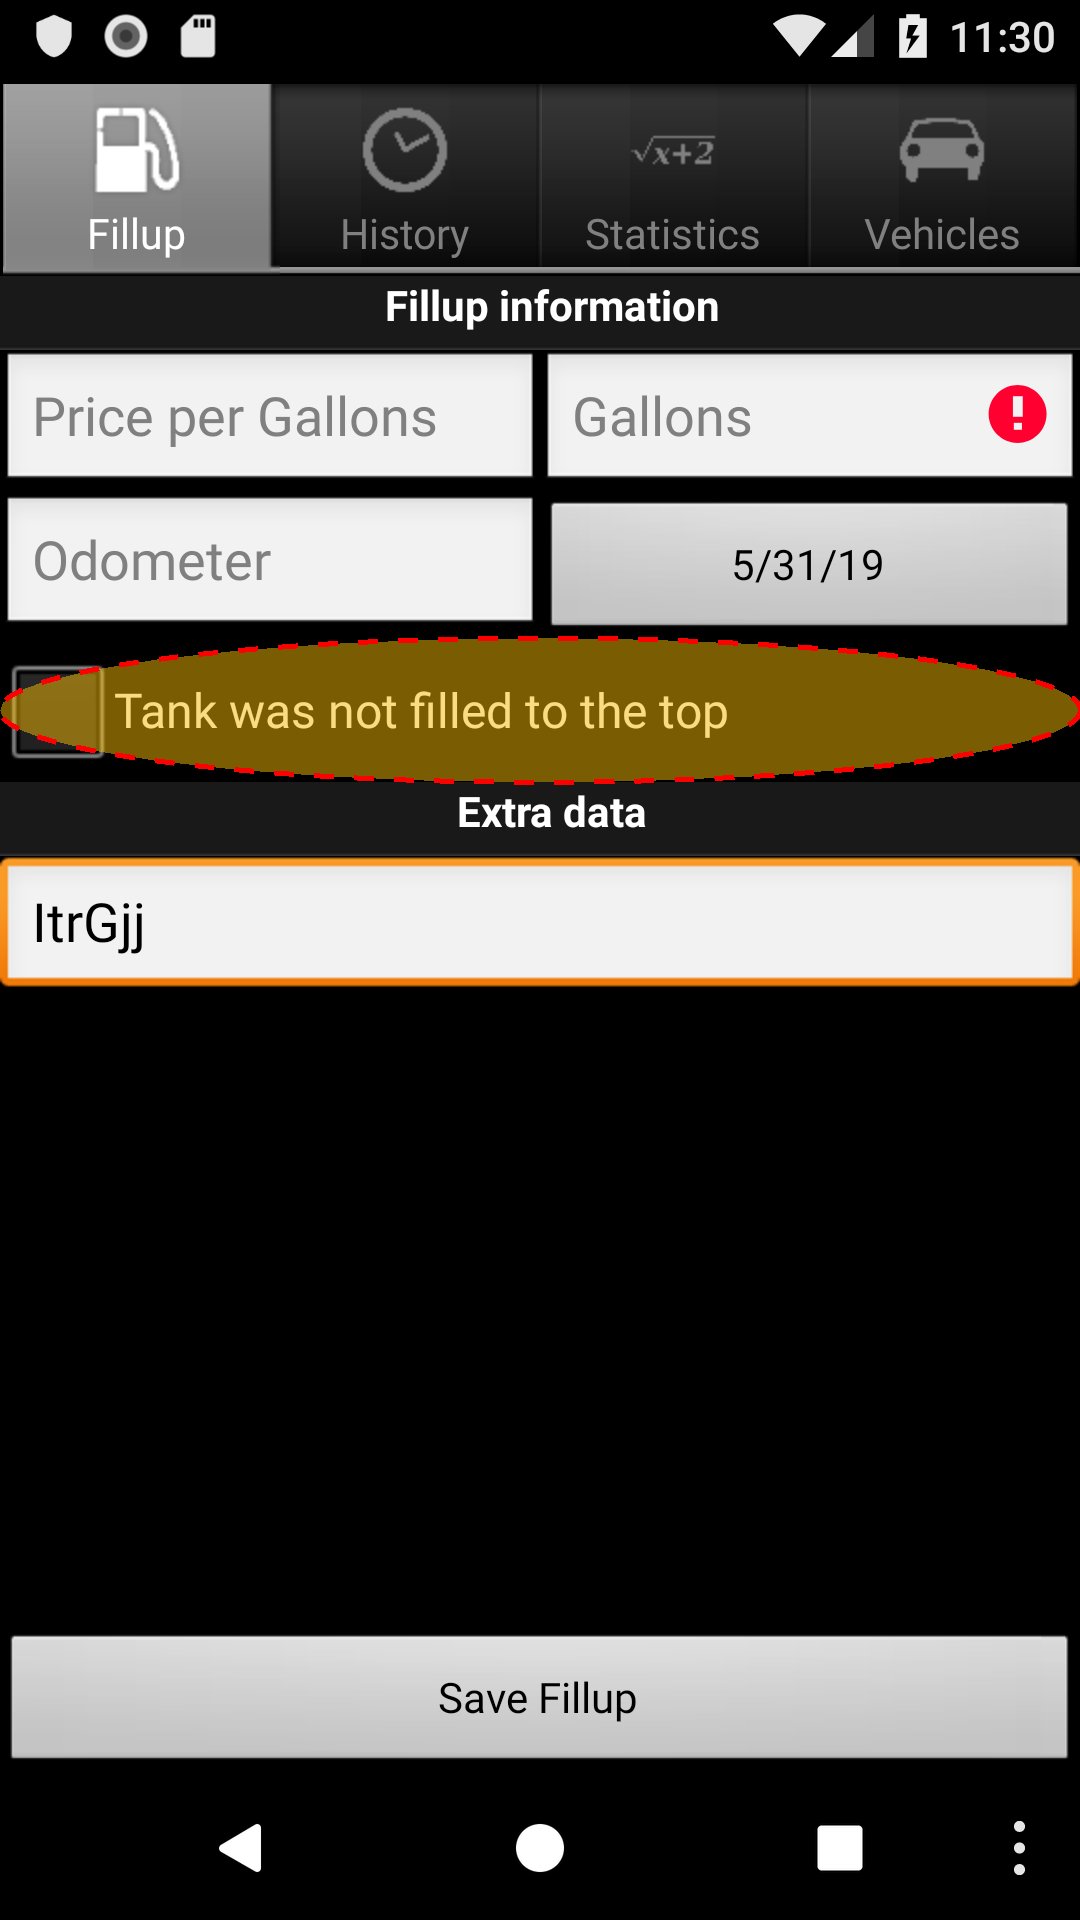 11:30
Fillup
History
√x+2
Statistics
Vehicles
Fillup information
Price per Gallons
Gallons
Odometer
5/31/19
Tank was not filled to the top
Extra data
ItrGjj
Save Fillup